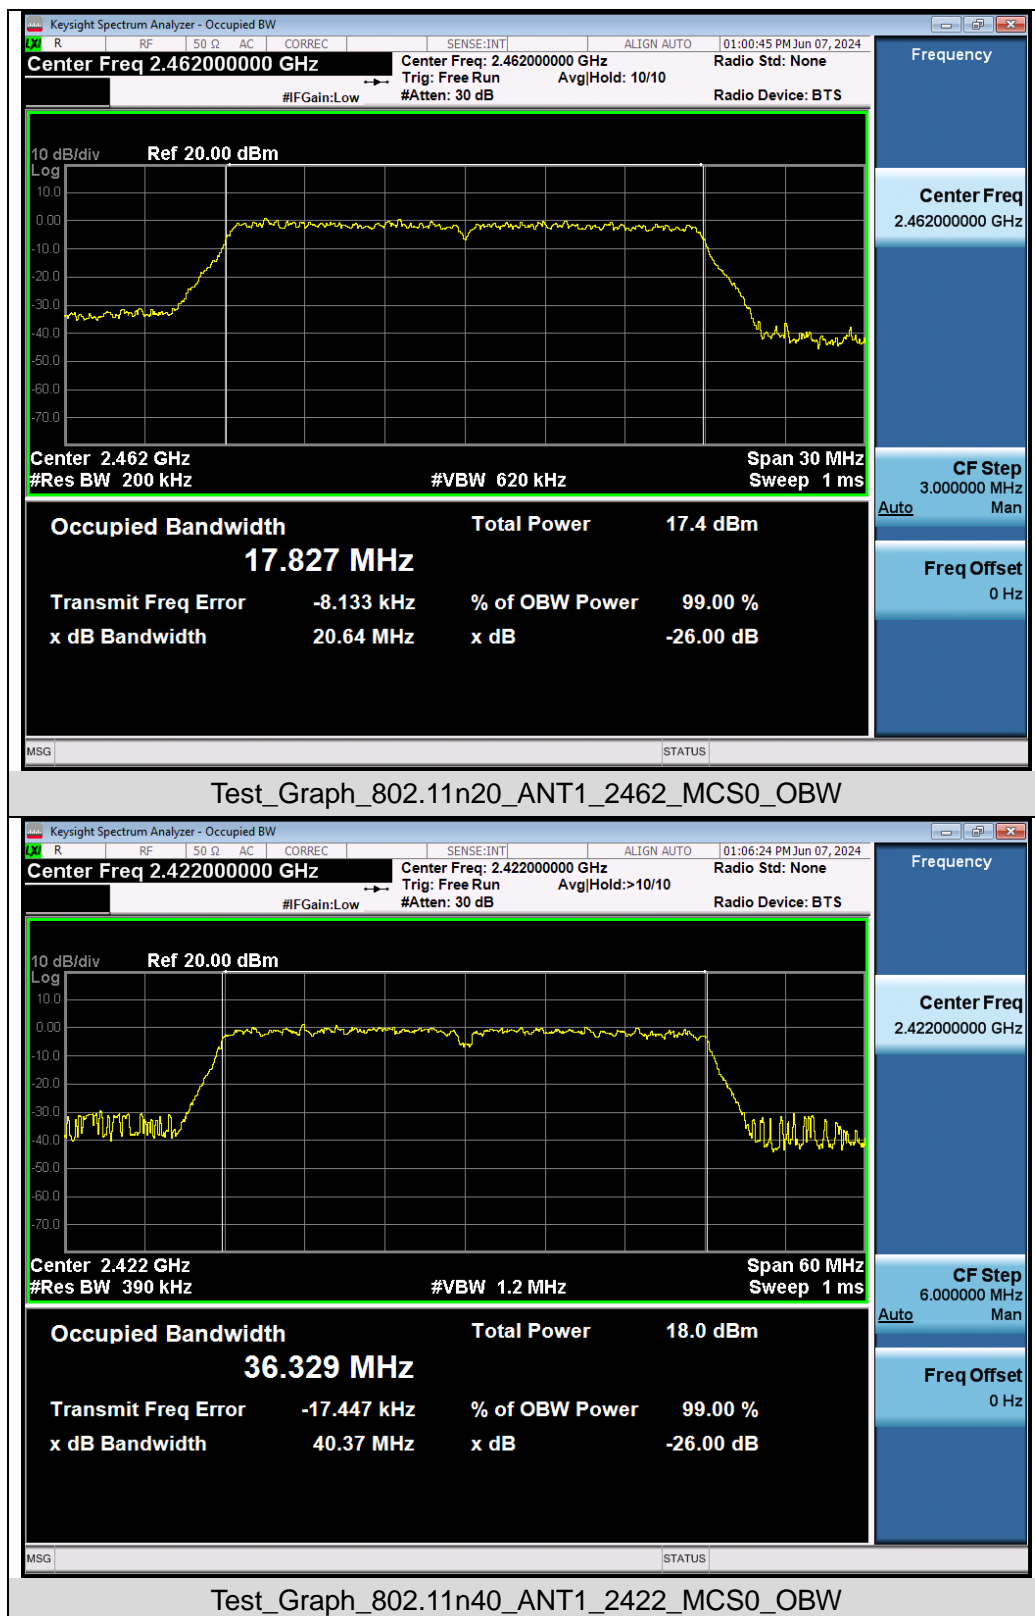 Keysight Spectrum Analyzer - Occupied BW
LXI R RF 50 Ω AC CORREC SENSE:INT ALIGN AUTO 01:00:45 PM Jun 07, 2024
Center Freq 2.462000000 GHz
Center Freq: 2.462000000 GHz
Radio Std: None
Trig: Free Run Avg|Hold: 10/10
#IFGain:Low
#Atten: 30 dB
Radio Device: BTS
Frequency
10 dB/div Ref 20.00 dBm
Log
10.0
0.00
-10.0
-20.0
-30.0
-40.0
-50.0
-60.0
-70.0
Center Freq
2.462000000 GHz
Center 2.462 GHz Span 30 MHz
#Res BW 200 kHz #VBW 620 kHz Sweep 1 ms
CF Step
3.000000 MHz
Auto Man
Freq Offset
0 Hz
Occupied Bandwidth Total Power 17.4 dBm
17.827 MHz
Transmit Freq Error -8.133 kHz % of OBW Power 99.00 %
x dB Bandwidth 20.64 MHz x dB -26.00 dB
MSG STATUS
Test_Graph_802.11n20_ANT1_2462_MCS0_OBW
Keysight Spectrum Analyzer - Occupied BW
LXI R RF 50 Ω AC CORREC SENSE:INT ALIGN AUTO 01:06:24 PM Jun 07, 2024
Center Freq 2.422000000 GHz
Center Freq: 2.422000000 GHz
Radio Std: None
Trig: Free Run Avg|Hold:>10/10
#IFGain:Low
#Atten: 30 dB
Radio Device: BTS
Frequency
10 dB/div Ref 20.00 dBm
Log
10.0
0.00
-10.0
-20.0
-30.0
-40.0
-50.0
-60.0
-70.0
Center Freq
2.422000000 GHz
Center 2.422 GHz Span 60 MHz
#Res BW 390 kHz #VBW 1.2 MHz Sweep 1 ms
CF Step
6.000000 MHz
Auto Man
Freq Offset
0 Hz
Occupied Bandwidth Total Power 18.0 dBm
36.329 MHz
Transmit Freq Error -17.447 kHz % of OBW Power 99.00 %
x dB Bandwidth 40.37 MHz x dB -26.00 dB
MSG STATUS
Test_Graph_802.11n40_ANT1_2422_MCS0_OBW